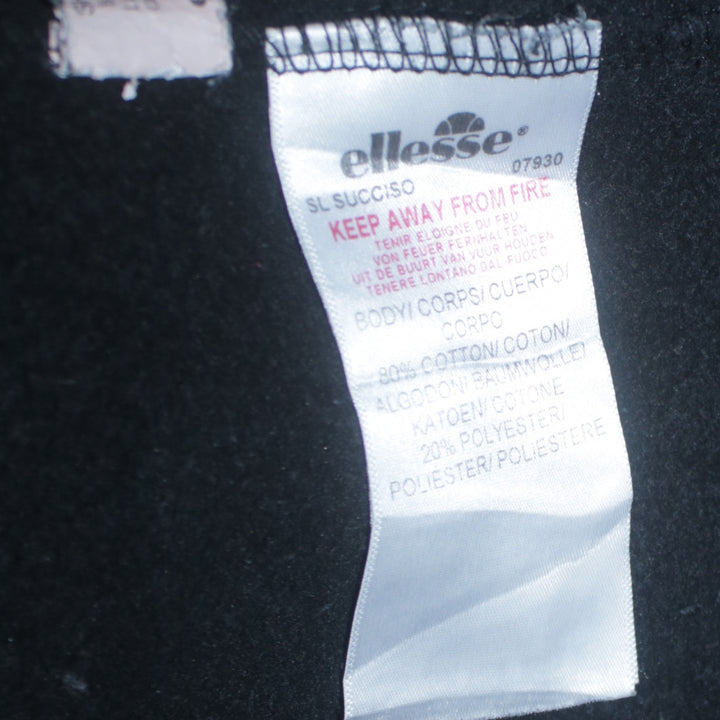 ellesse®
07930
SL SUCCISO
KEEP AWAY FROM FIRE
TENIR ELOIGNE DU FEU
VON FEUER FERNHALTEN
UIT DE BUURT VAN VUUR HOUDEN
TENERE LONTANO DAL FUOCO
BODY/ CORPS/ CUERPO/
CORPO
80% COTTON/ COTON/
ALGODON/ BAUMWOLLE/
KATOEN/ COTONE
20% POLYESTER/
POLIESTER/ POLIESTERE